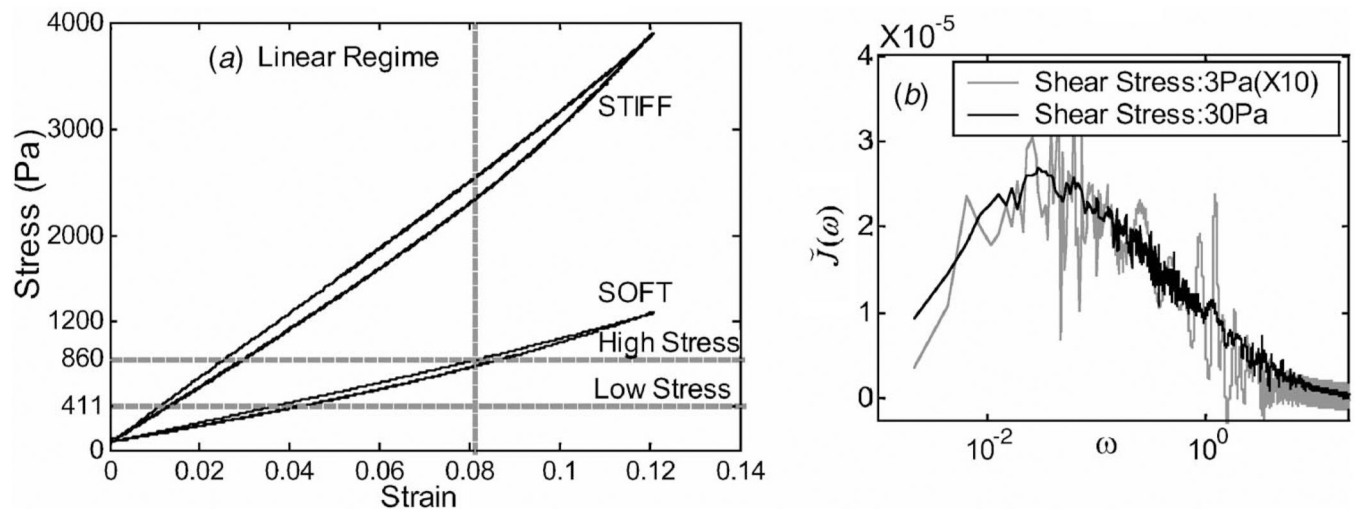 4000
(a) Linear Regime
STIFF
3000
Stress (Pa)
2000
SOFT
1200
High Stress
860
Low Stress
411
0
0 0.02 0.04 0.06 0.08 0.1 0.12 0.14
Strain
X10⁻⁵
4
(b)
Shear Stress:3Pa(X10)
Shear Stress:30Pa
3
J̆(ω)
2
1
0
10⁻² ω 10⁰